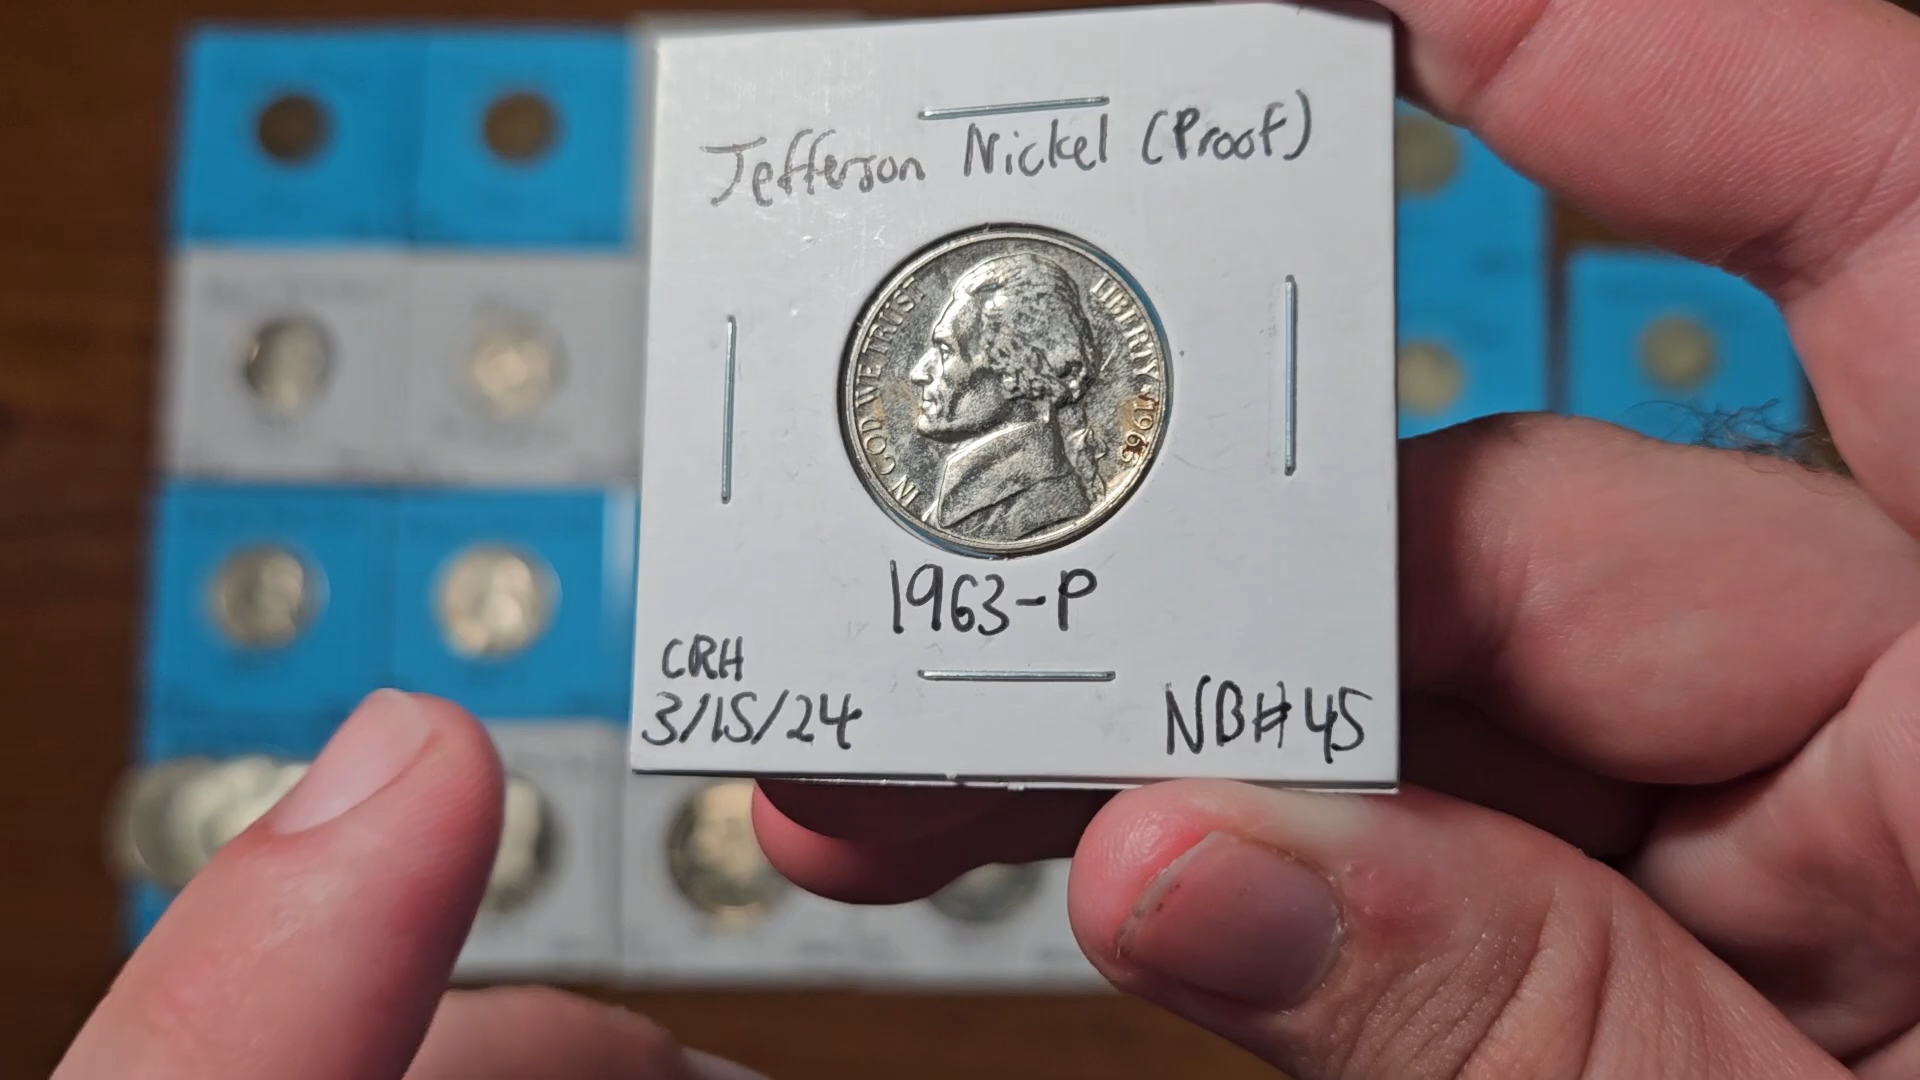 Jefferson Nickel (Proof)
IN GOD WE TRUST
LIBERTY ★ 1963
1963-P
CRH
3/15/24
NB#45